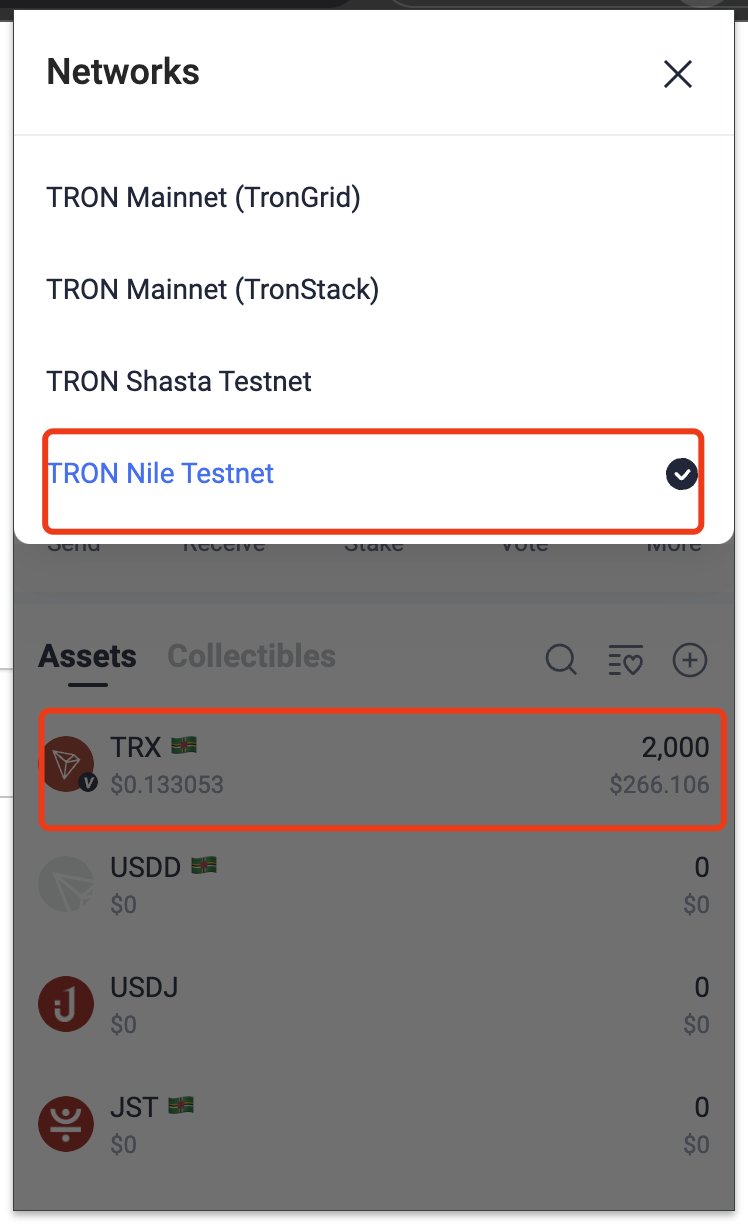 Networks
TRON Mainnet (TronGrid)
TRON Mainnet (TronStack)
TRON Shasta Testnet
TRON Nile Testnet
Send Receive Stake Vote More
Assets Collectibles
TRX 2,000
V
$0.133053 $266.106
USDD 0
$0 $0
USDJ 0
$0 $0
JST 0
$0 $0